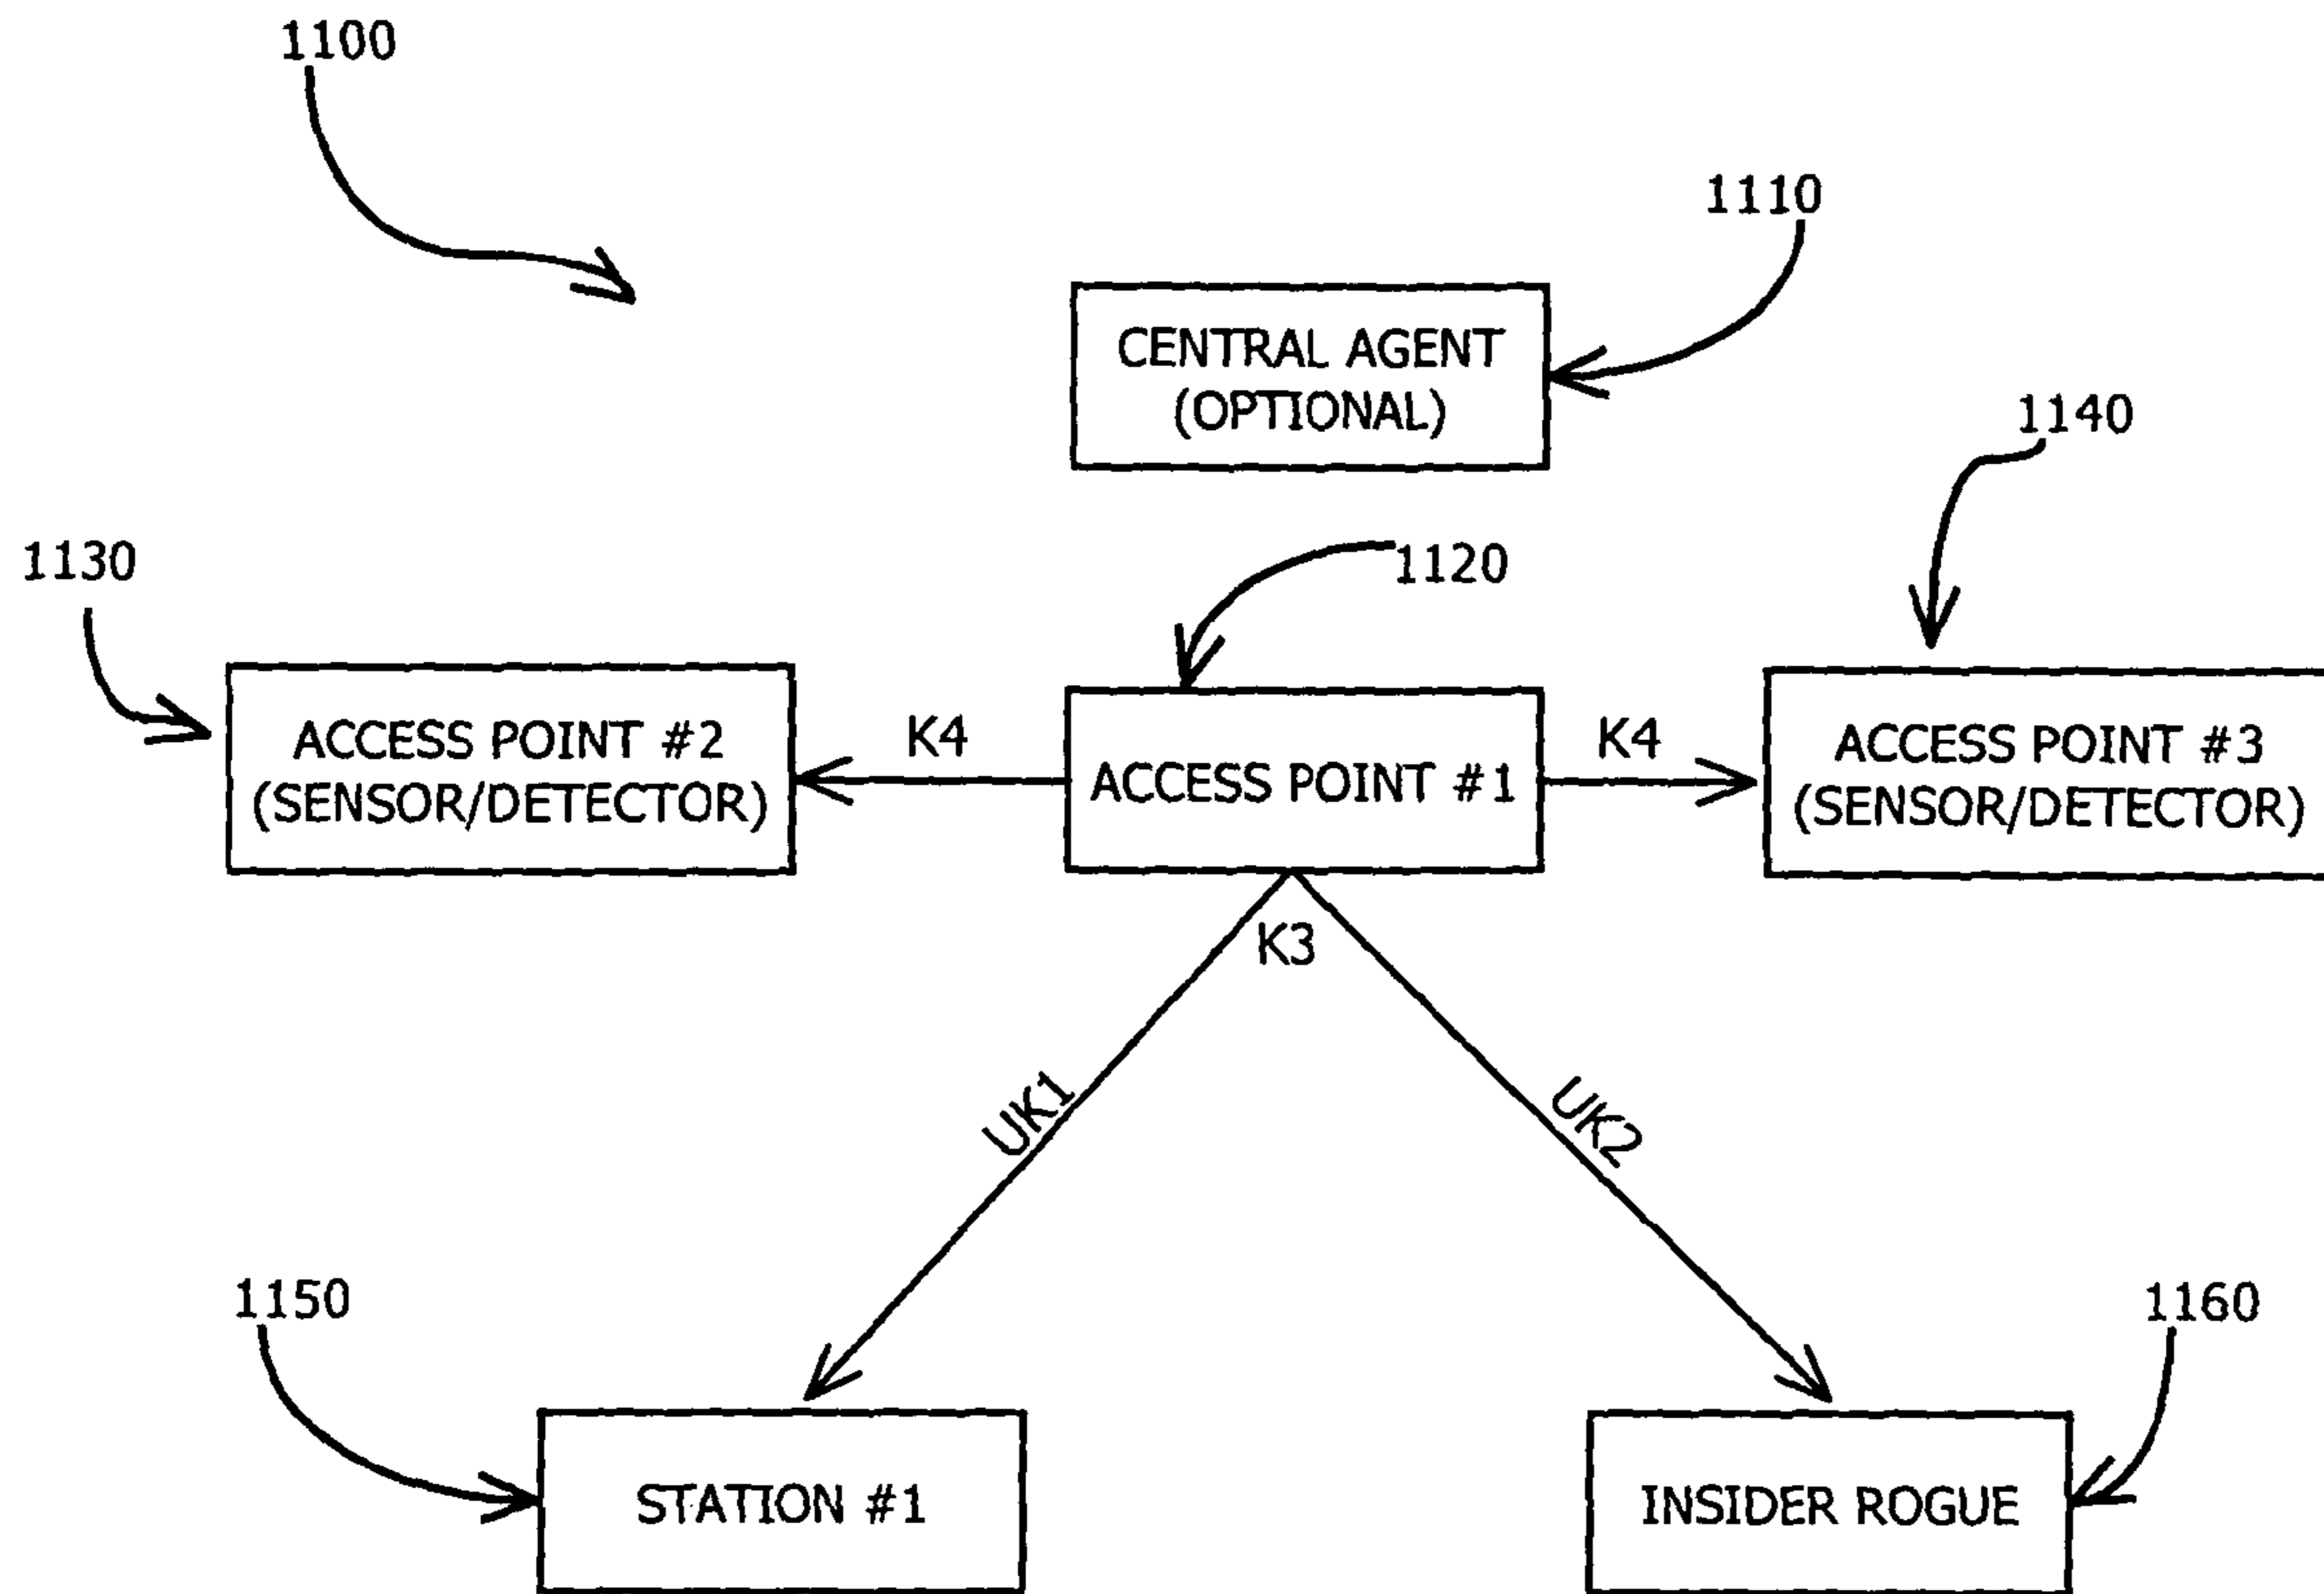 1100
1110
CENTRAL AGENT
(OPTIONAL)
1140
1130
1120
ACCESS POINT #2
(SENSOR/DETECTOR)
K4
ACCESS POINT #1
K4
ACCESS POINT #3
(SENSOR/DETECTOR)
K3
UK1
UK2
1150
1160
STATION #1
INSIDER ROGUE